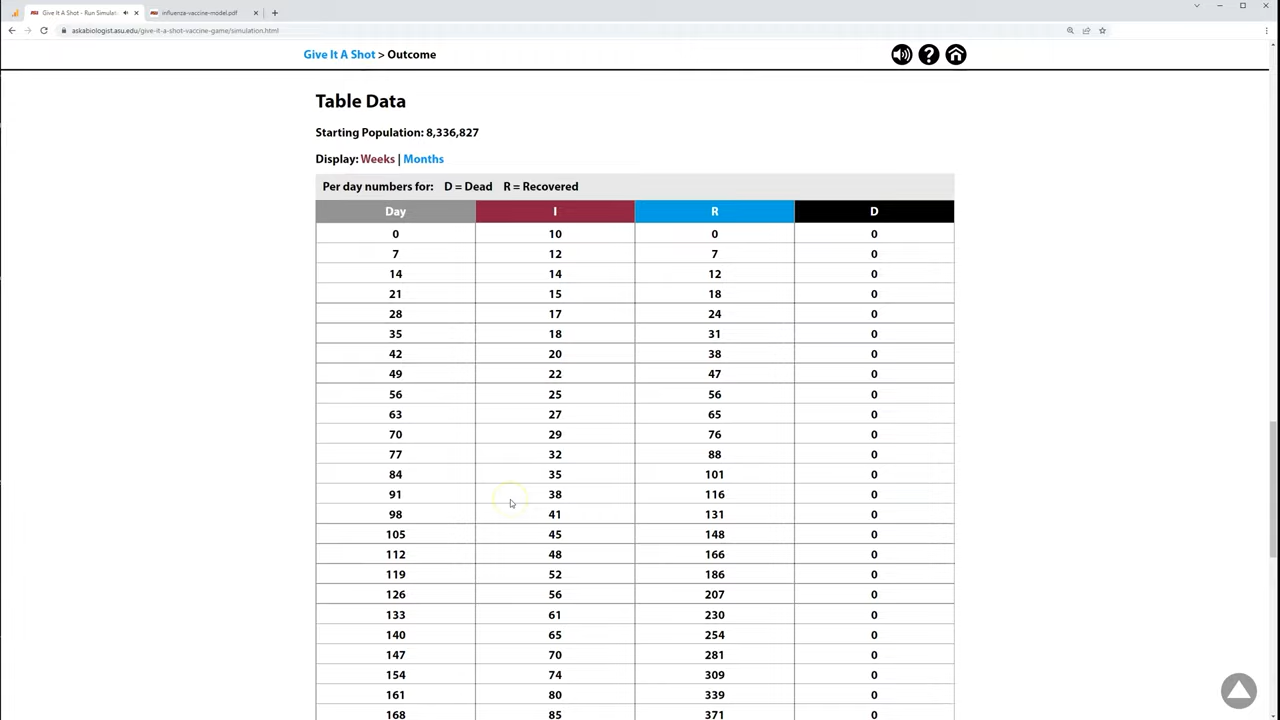 Give It A Shot - Run Simulat
influenza-vaccine-model.pdf
askabiologist.asu.edu/give-it-a-shot-vaccine-game/simulation.html
Give It A Shot > Outcome
Table Data
Starting Population: 8,336,827
Display: Weeks | Months
Per day numbers for: D = Dead R = Recovered
Day I R D
0 10 0 0
7 12 7 0
14 14 12 0
21 15 18 0
28 17 24 0
35 18 31 0
42 20 38 0
49 22 47 0
56 25 56 0
63 27 65 0
70 29 76 0
77 32 88 0
84 35 101 0
91 38 116 0
98 41 131 0
105 45 148 0
112 48 166 0
119 52 186 0
126 56 207 0
133 61 230 0
140 65 254 0
147 70 281 0
154 74 309 0
161 80 339 0
168 85 371 0